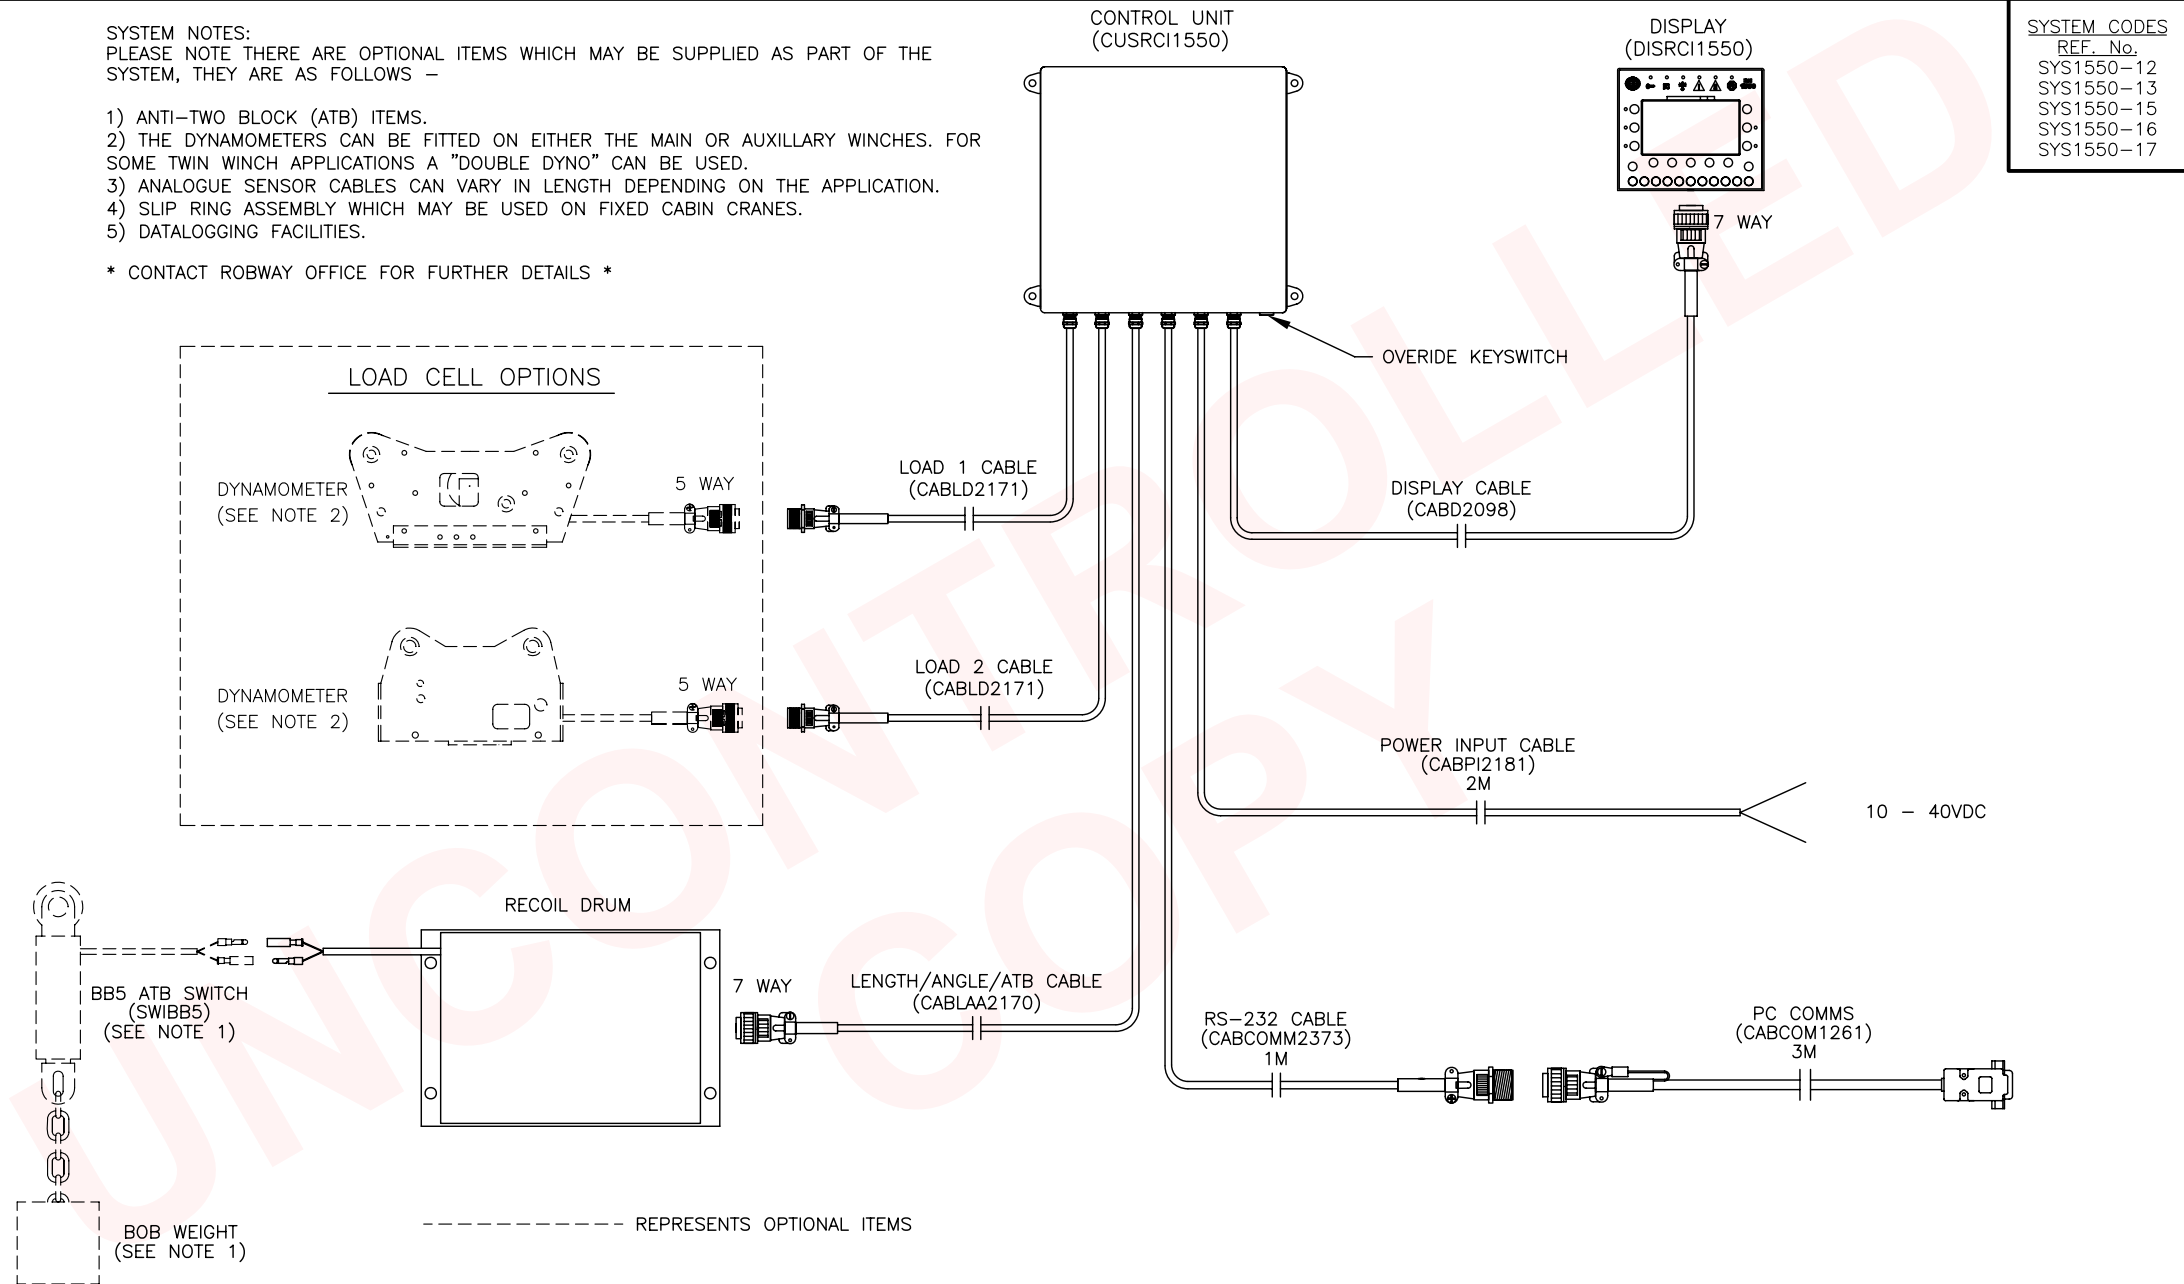 SYSTEM NOTES:
PLEASE NOTE THERE ARE OPTIONAL ITEMS WHICH MAY BE SUPPLIED AS PART OF THE
SYSTEM, THEY ARE AS FOLLOWS –
1) ANTI–TWO BLOCK (ATB) ITEMS.
2) THE DYNAMOMETERS CAN BE FITTED ON EITHER THE MAIN OR AUXILLARY WINCHES. FOR
SOME TWIN WINCH APPLICATIONS A "DOUBLE DYNO" CAN BE USED.
3) ANALOGUE SENSOR CABLES CAN VARY IN LENGTH DEPENDING ON THE APPLICATION.
4) SLIP RING ASSEMBLY WHICH MAY BE USED ON FIXED CABIN CRANES.
5) DATALOGGING FACILITIES.
* CONTACT ROBWAY OFFICE FOR FURTHER DETAILS *
CONTROL UNIT
(CUSRCI1550)
DISPLAY
(DISRCI1550)
SYSTEM CODES
REF. No.
SYS1550–12
SYS1550–13
SYS1550–15
SYS1550–16
SYS1550–17
7 WAY
OVERIDE KEYSWITCH
LOAD CELL OPTIONS
DYNAMOMETER
(SEE NOTE 2)
5 WAY
LOAD 1 CABLE
(CABLD2171)
DISPLAY CABLE
(CABD2098)
DYNAMOMETER
(SEE NOTE 2)
5 WAY
LOAD 2 CABLE
(CABLD2171)
POWER INPUT CABLE
(CABPI2181)
2M
10 – 40VDC
RECOIL DRUM
BB5 ATB SWITCH
(SWIBB5)
(SEE NOTE 1)
7 WAY
LENGTH/ANGLE/ATB CABLE
(CABLAA2170)
RS–232 CABLE
(CABCOMM2373)
1M
PC COMMS
(CABCOM1261)
3M
BOB WEIGHT
(SEE NOTE 1)
REPRESENTS OPTIONAL ITEMS
UNCONTROLLED
COPY